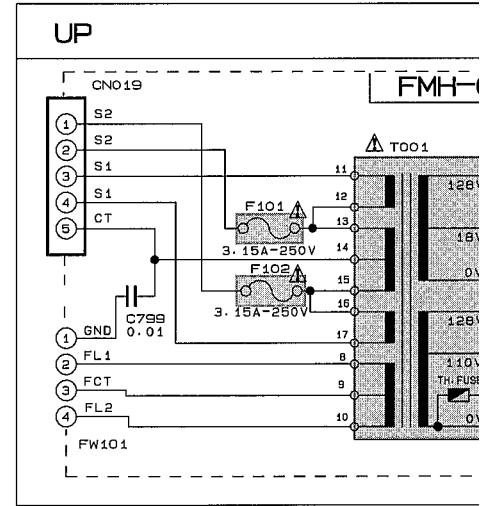 UP
CN019
FMH-
1 S2
2 S2
3 S1
4 S1
5 CT
T001
11
12
13
14
15
16
17
8
9
10
128V
18V
0V
128V
110V
TH.FUSE
0V
F101
3.15A-250V
F102
3.15A-250V
C799
0.01
1 GND
2 FL1
3 FCT
4 FL2
FW101